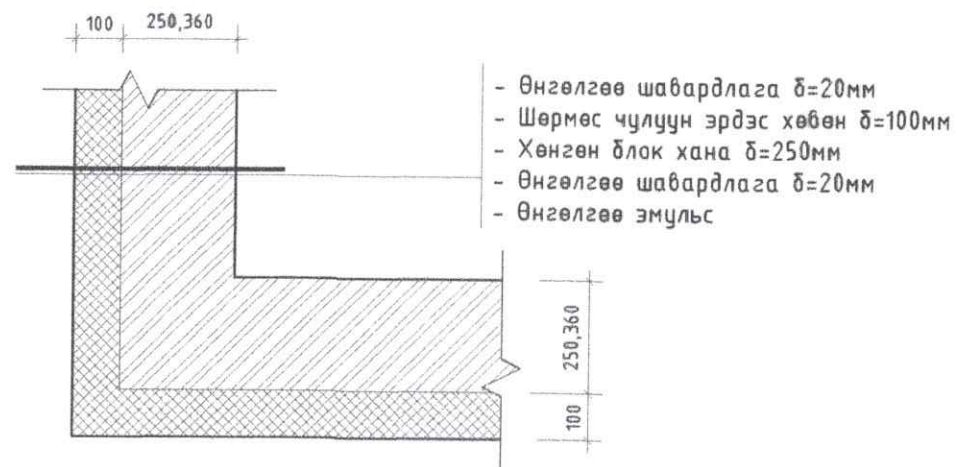 100 250,360
- Өнгөлгөө шавардлага δ=20мм
- Шөрмөс чулуун эрдэс хөвөн δ=100мм
- Хөнгөн блок хана δ=250мм
- Өнгөлгөө шавардлага δ=20мм
- Өнгөлгөө эмульс
250,360
100